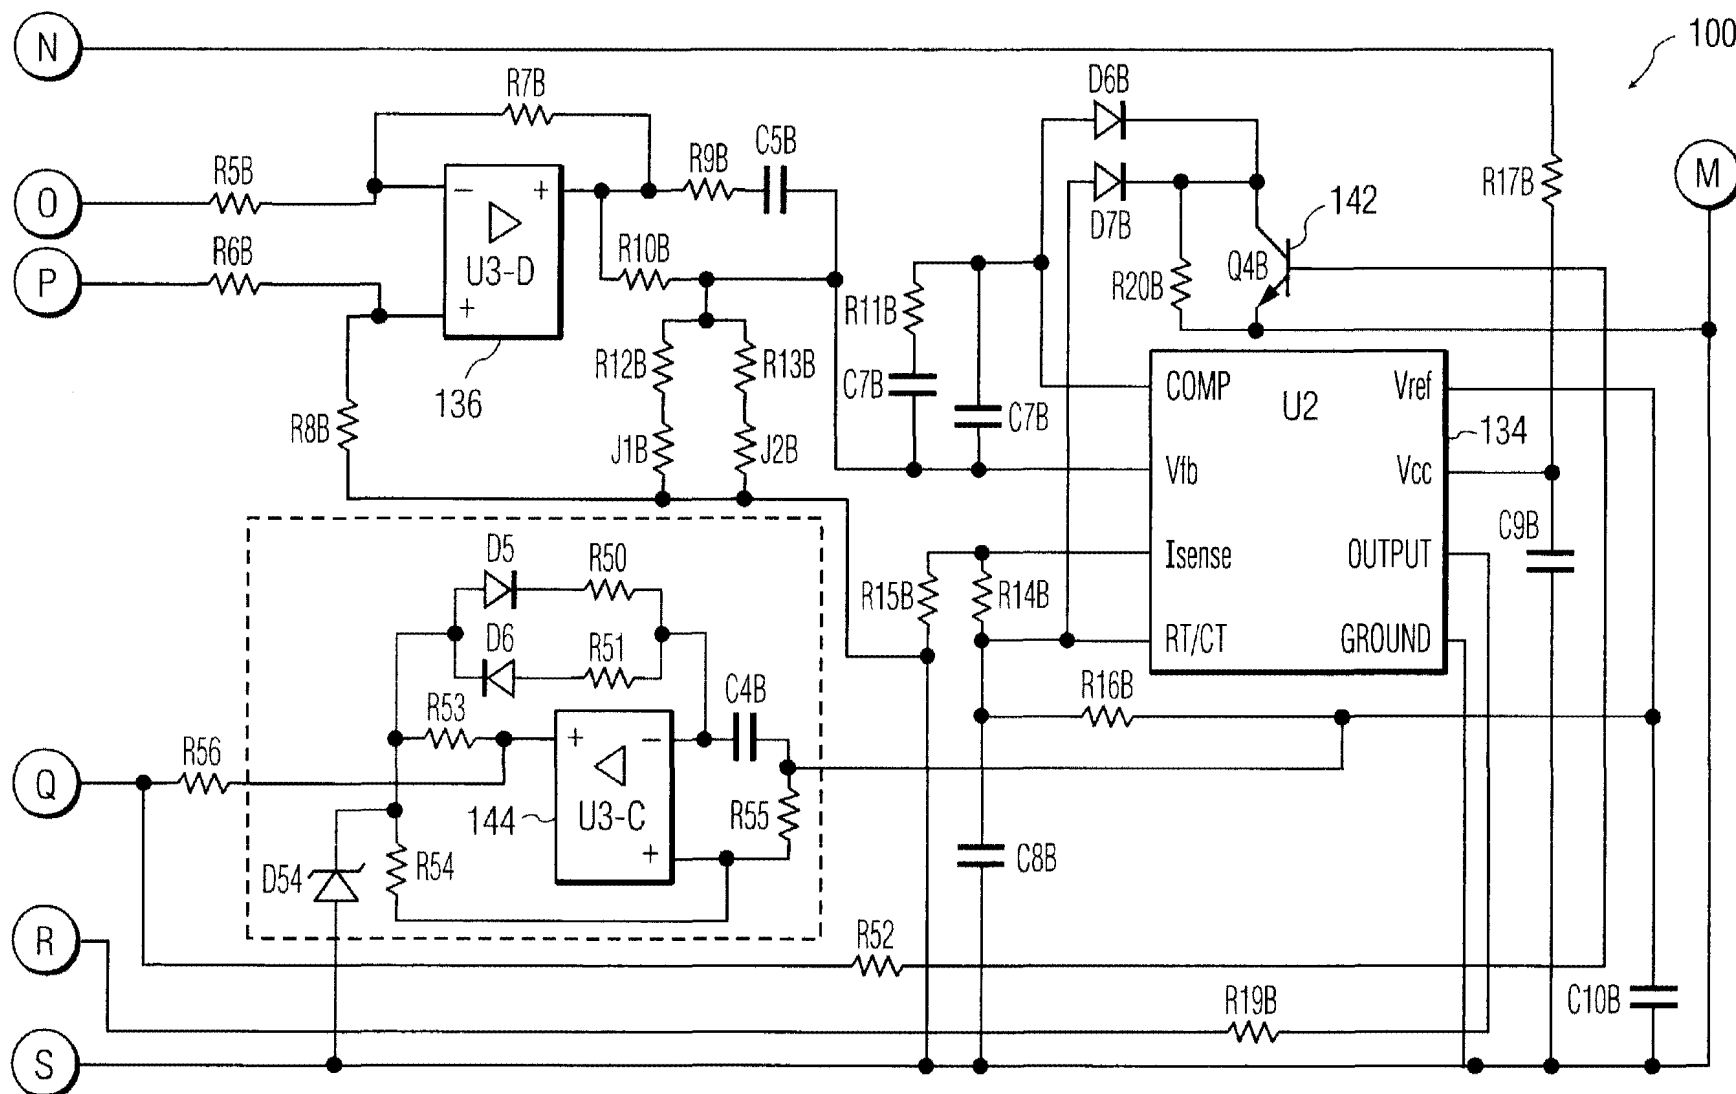 N
100
D6B
R7B
C5B
M
R9B
R5B
R17B
O
−
+
D7B
142
R6B
R10B
U3-D
Q4B
P
R20B
R11B
+
R12B
R13B
COMP
Vref
136
C7B
U2
C7B
R8B
134
J1B
J2B
Vfb
Vcc
C9B
D5
R50
Isense
OUTPUT
R15B
R14B
D6
R51
RT/CT
GROUND
C4B
R16B
R53
+
−
R56
Q
144
U3-C
R55
+
D54
R54
C8B
R
R52
R19B
C10B
S